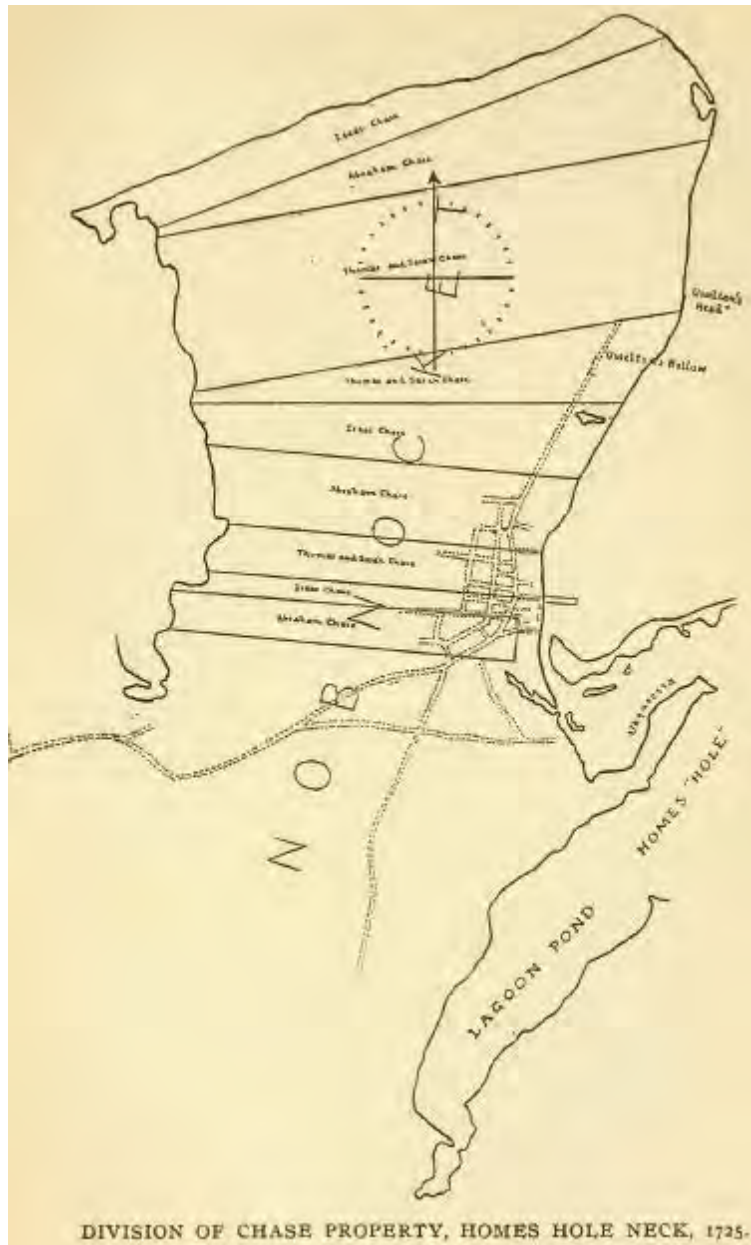 Isaac Chase
Abraham Chase
Thomas and Sarah Chase
Head"
Thomas and Sarah Chase
Hollow
Isaac Chase
Abraham Chase
Thomas and Sarah Chase
Isaac Chase
Abraham Chase
NOB
HOMES "HOLE"
LAGOON POND
DIVISION OF CHASE PROPERTY, HOMES HOLE NECK, 1725.